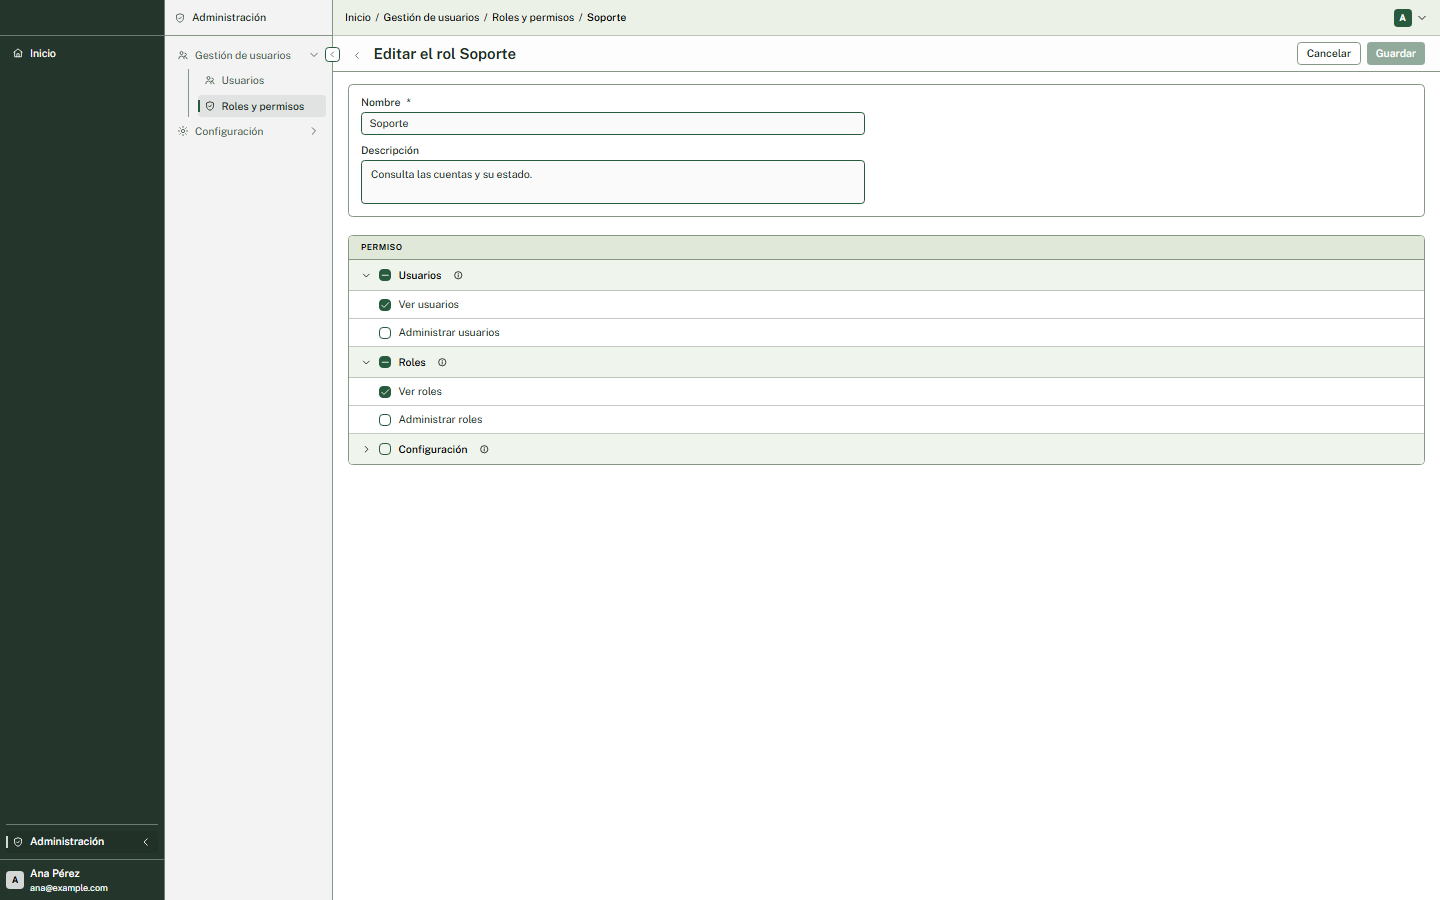 Administración
Inicio / Gestión de usuarios / Roles y permisos / Soporte
A
Inicio
Gestión de usuarios
Usuarios
Roles y permisos
Configuración
Editar el rol Soporte
Cancelar
Guardar
Nombre *
Soporte
Descripción
Consulta las cuentas y su estado.
PERMISO
Usuarios
Ver usuarios
Administrar usuarios
Roles
Ver roles
Administrar roles
Configuración
Administración
A
Ana Pérez
ana@example.com